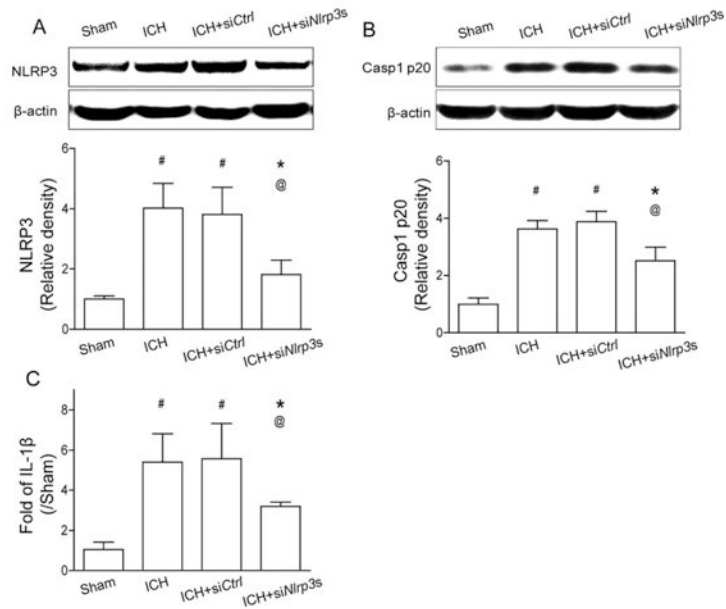 A
Sham ICH ICH+siCtrl ICH+siNlrp3s
NLRP3
β-actin
6
4
2
0
NLRP3
(Relative density)
# # *
@
Sham ICH ICH+siCtrl ICH+siNlrp3s
B
Sham ICH ICH+siCtrl ICH+siNlrp3s
Casp1 p20
β-actin
6
4
2
0
Casp1 p20
(Relative density)
# # *
@
Sham ICH ICH+siCtrl ICH+siNlrp3s
C
8
6
4
2
0
Fold of IL-1β
(/Sham)
# # *
@
Sham ICH ICH+siCtrl ICH+siNlrp3s